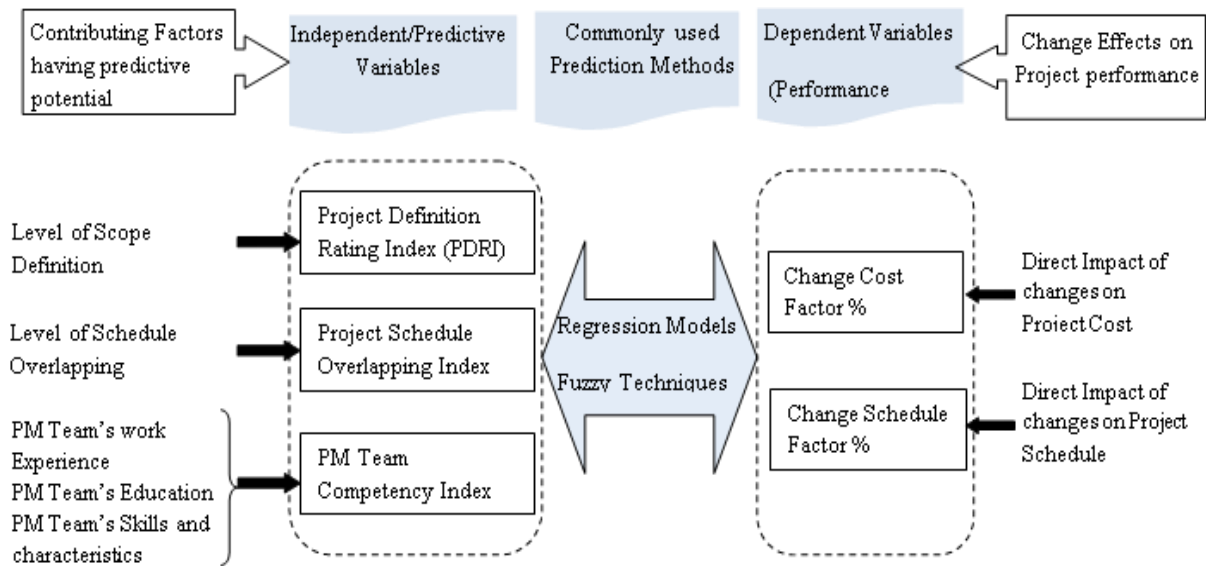 Contributing Factors
having predictive
potential
Independent/Predictive
Variables
Commonly used
Prediction Methods
Dependent Variables
(Performance
Change Effects on
Project performance
Level of Scope
Definition
Project Definition
Rating Index (PDRI)
Level of Schedule
Overlapping
Project Schedule
Overlapping Index
PM Team's work
Experience
PM Team's Education
PM Team's Skills and
characteristics
PM Team
Competency Index
Regression Models
Fuzzy Techniques
Change Cost
Factor %
Direct Impact of
changes on
Project Cost
Change Schedule
Factor %
Direct Impact of
changes on Project
Schedule